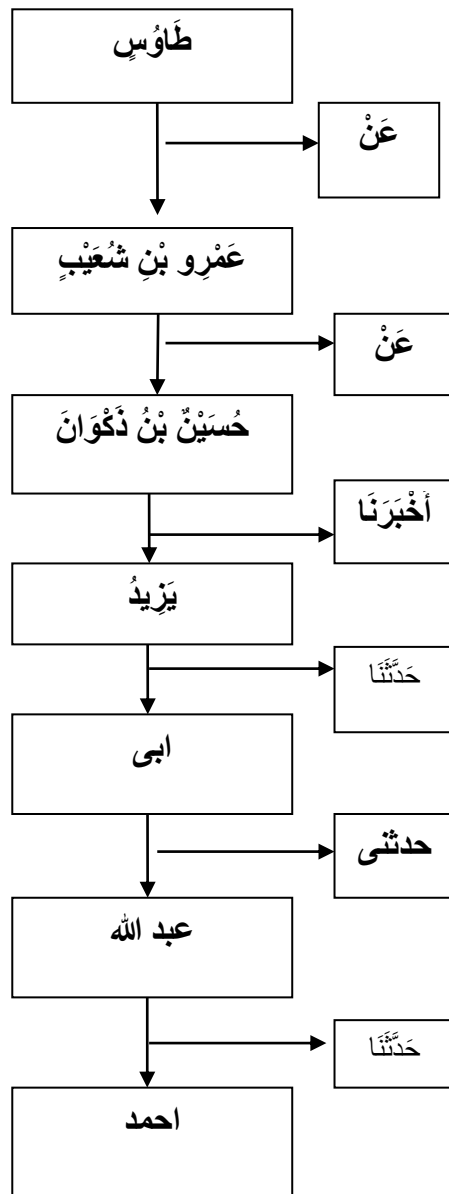 طَاوُسٍ
عَنْ
عَمْرِو بْنِ شُعَيْبٍ
عَنْ
حُسَيْنٌ بْنُ ذَكْوَانَ
أَخْبَرَنَا
يَزِيدُ
حَدَّثَنَا
ابى
حدثنى
عبد الله
حَدَّثَنَا
احمد